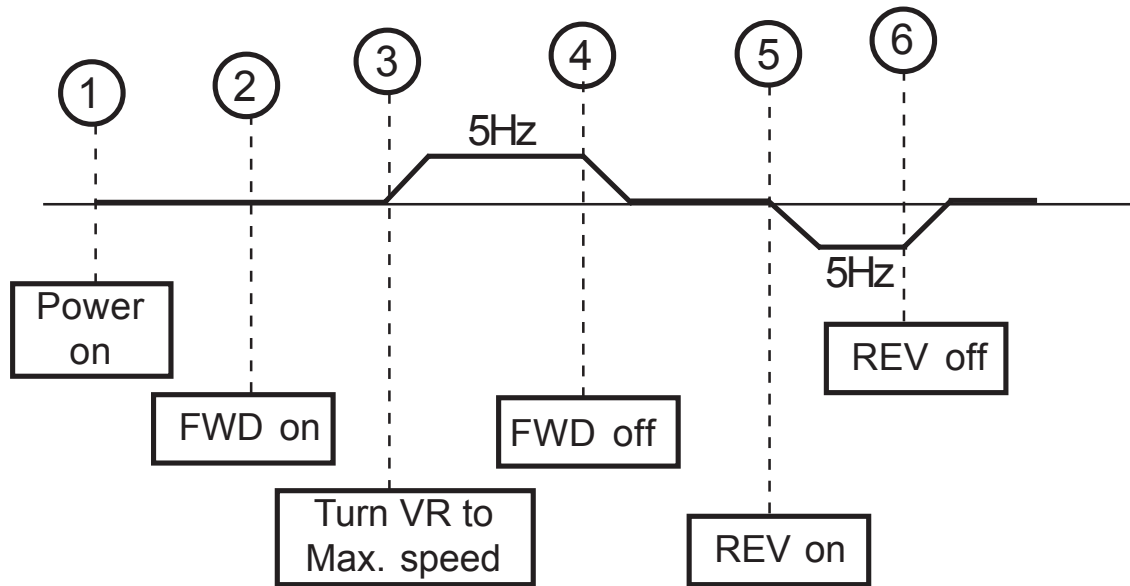 1
2
3
4
5
6
5Hz
5Hz
Power
on
FWD on
Turn VR to
Max. speed
FWD off
REV on
REV off